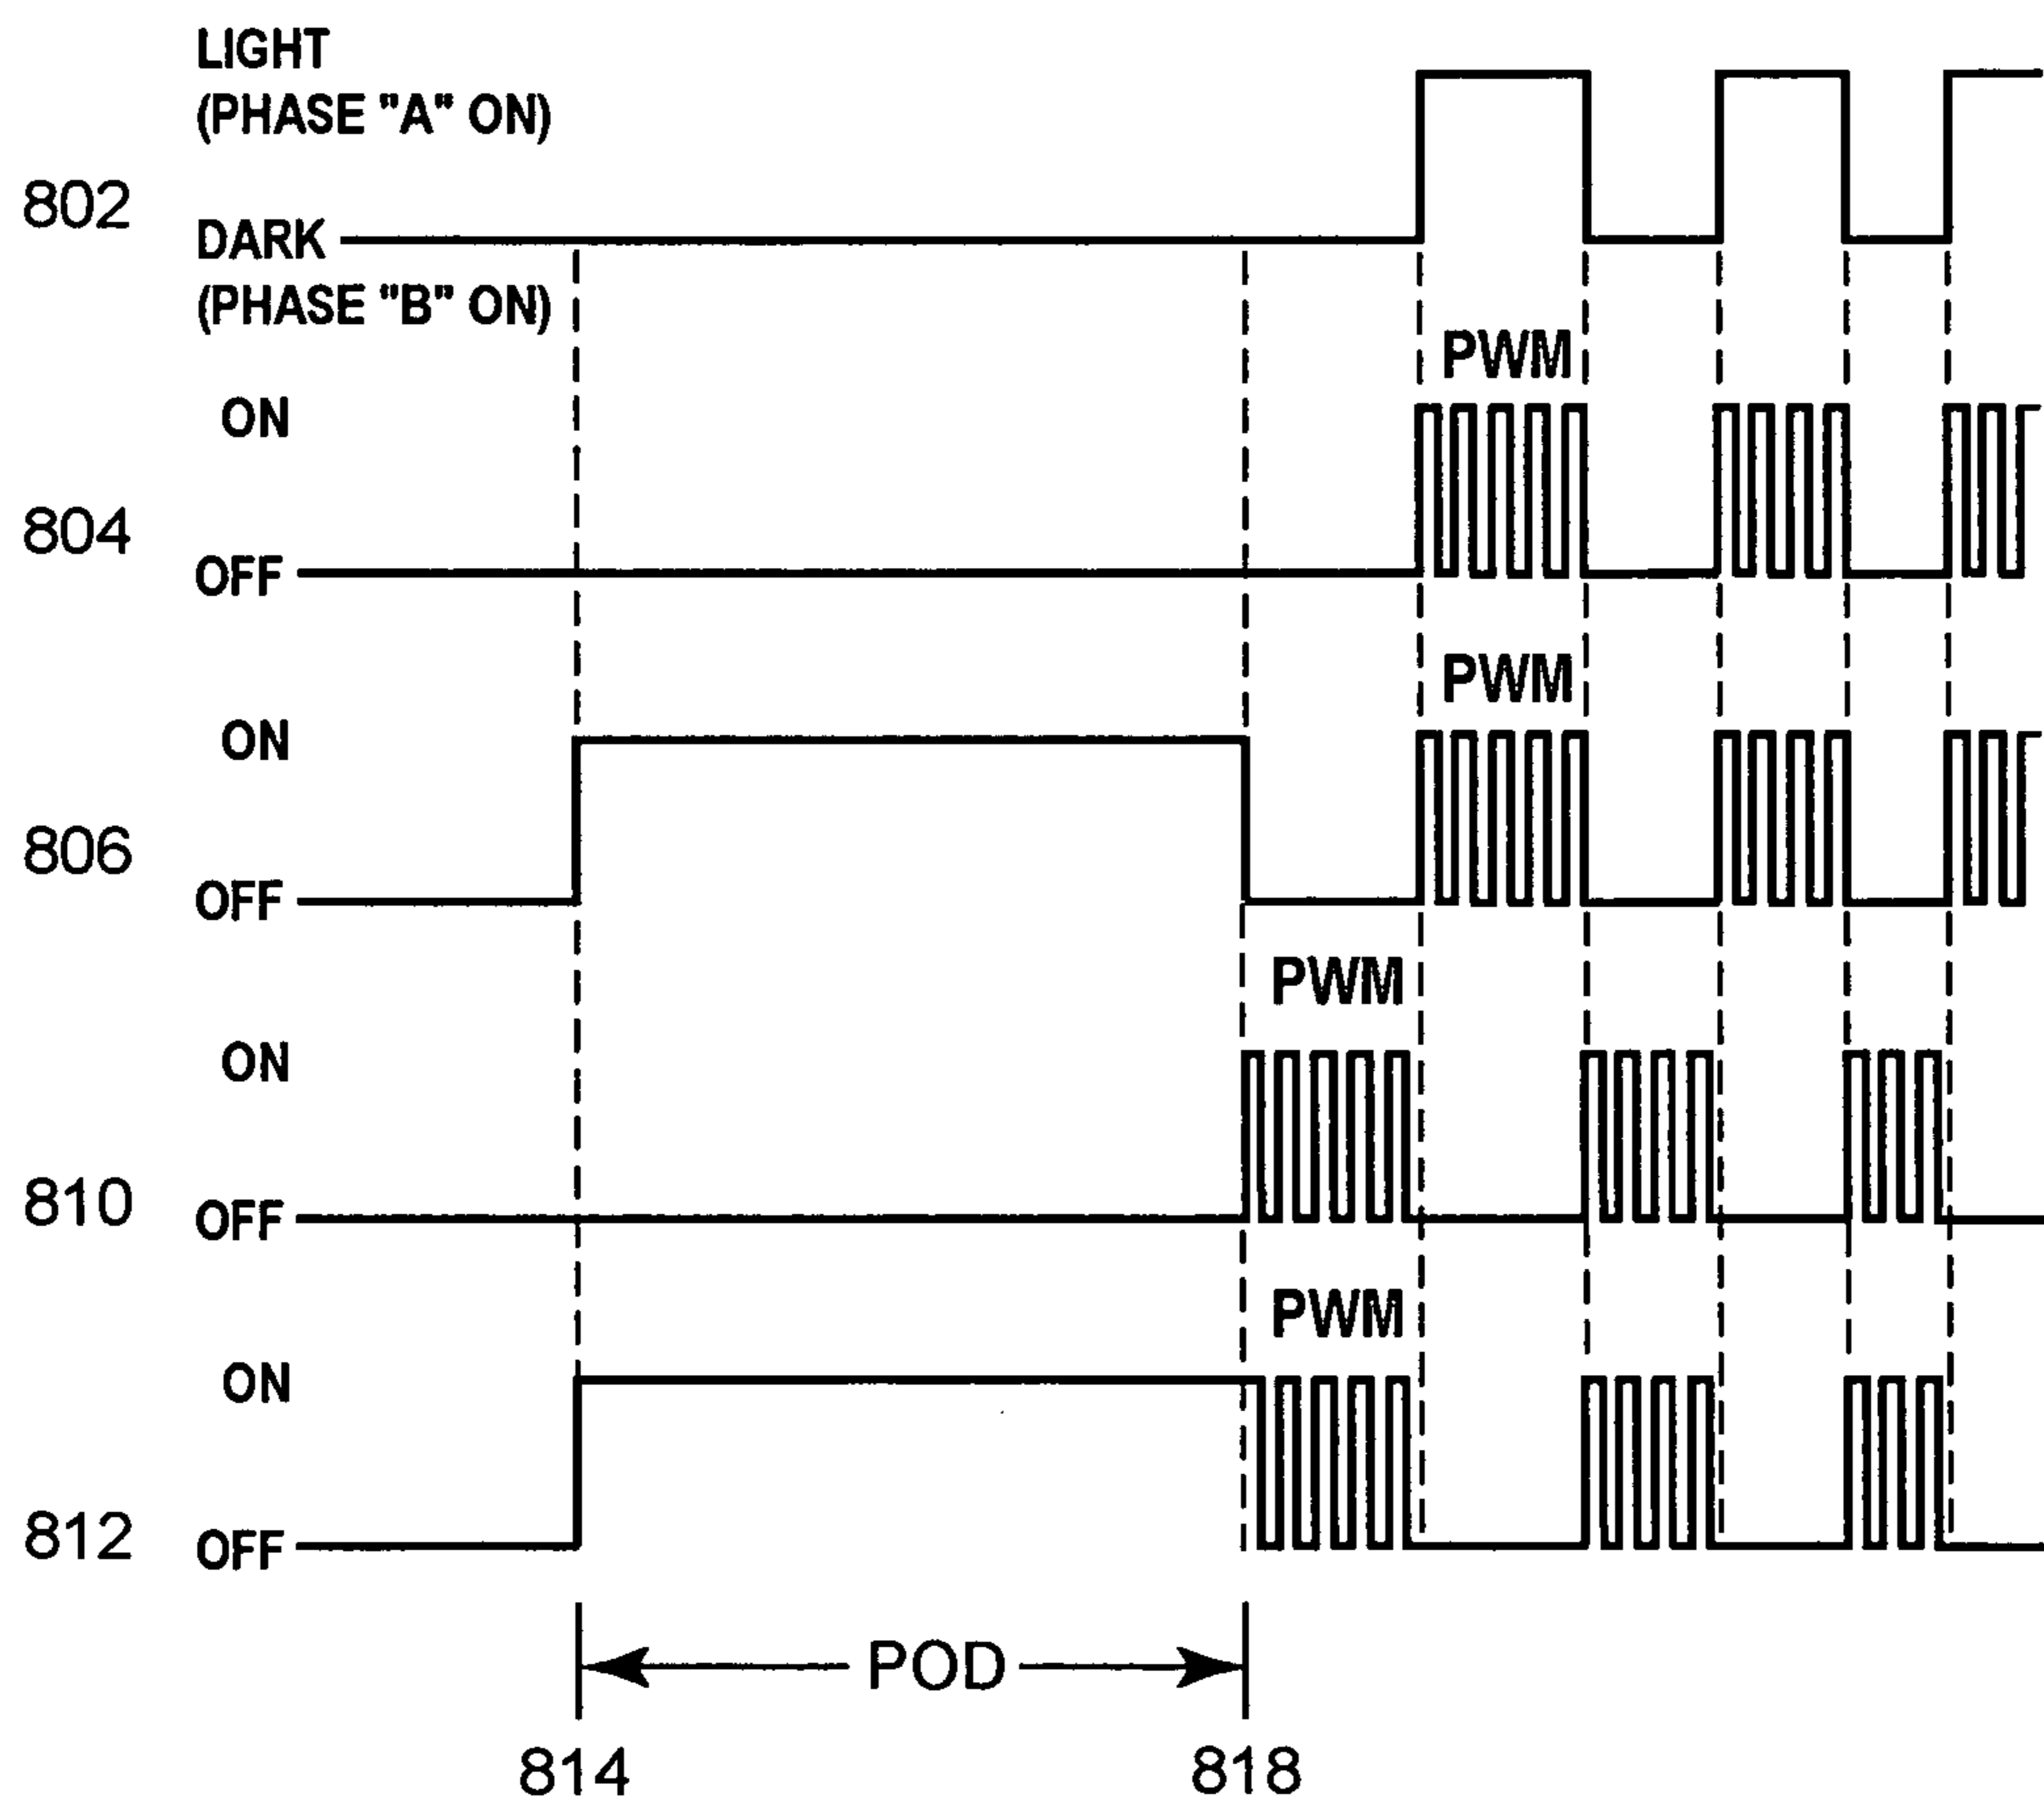 LIGHT
(PHASE "A" ON)
802
DARK
(PHASE "B" ON)
PWM
ON
804
OFF
PWM
ON
806
OFF
PWM
ON
810
OFF
PWM
ON
812
OFF
POD
814
818